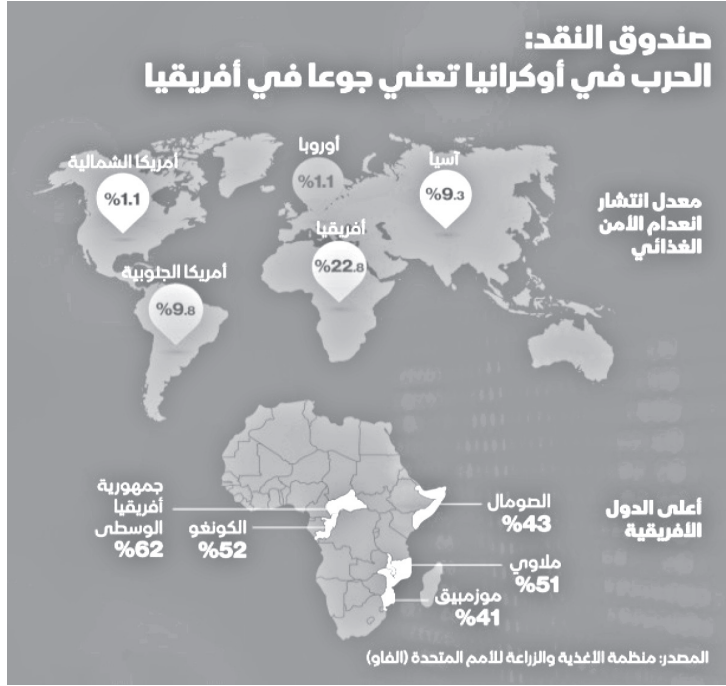 صندوق النقد:
الحرب في أوكرانيا تعني جوعا في أفريقيا
معدل انتشار
انعدام الأمن
الغذائي
أمريكا الشمالية
%1.1
أوروبا
%1.1
آسيا
%9.3
أفريقيا
%22.8
أمريكا الجنوبية
%9.8
أعلى الدول
الأفريقية
جمهورية
أفريقيا
الوسطى
%62
الكونغو
%52
الصومال
%43
ملاوي
%51
موزمبيق
%41
المصدر: منظمة الأغذية والزراعة للأمم المتحدة (الفاو)